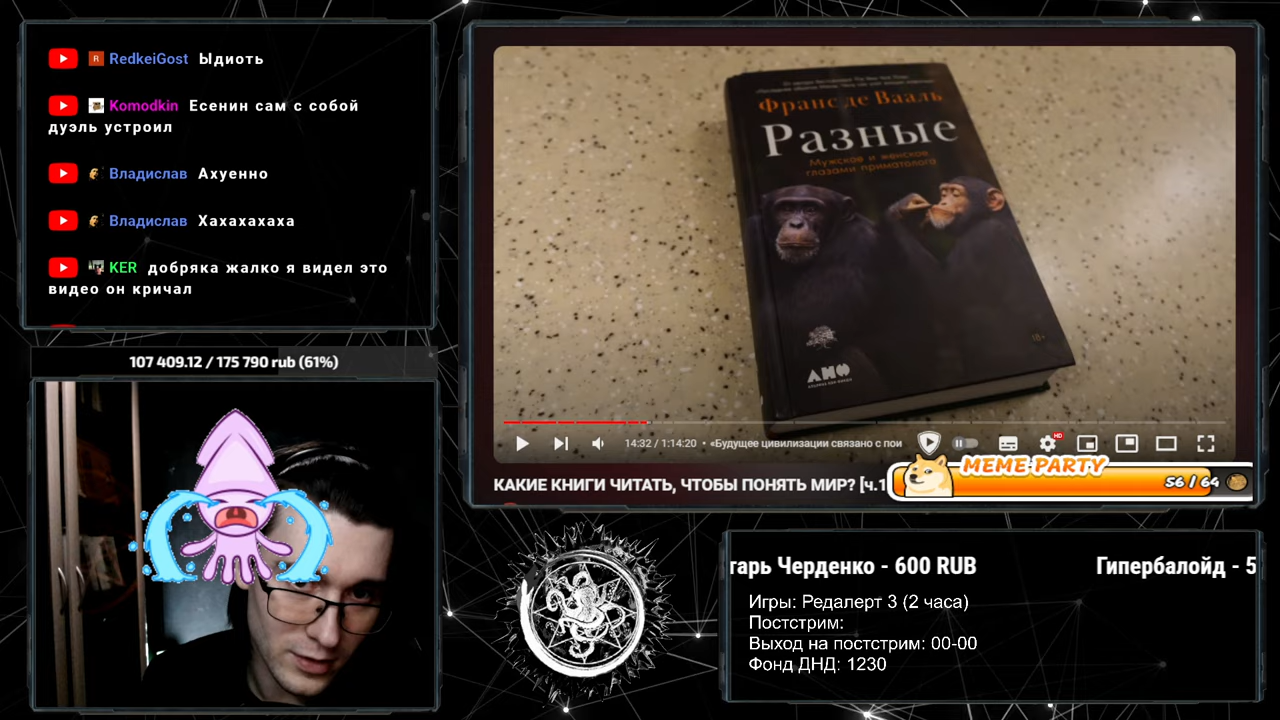 RedkeiGost Ыдиоть
Komodkin Есенин сам с собой
дуэль устроил
Владислав Ахуенно
Владислав Хахахахаха
KER добряка жалко я видел это
видео он кричал
107 409.12 / 175 790 rub (61%)
Франс де Вааль
Разные
Мужское и женское
глазами приматолога
18+
14:32 / 1:14:20 • «Будущее цивилизации связано с пои
HD
КАКИЕ КНИГИ ЧИТАТЬ, ЧТОБЫ ПОНЯТЬ МИР? [ч.1
MEME PARTY
56 / 64
гарь Черденко - 600 RUB
Гипербалойд - 5
Игры: Редалерт 3 (2 часа)
Постстрим:
Выход на постстрим: 00-00
Фонд ДНД: 1230